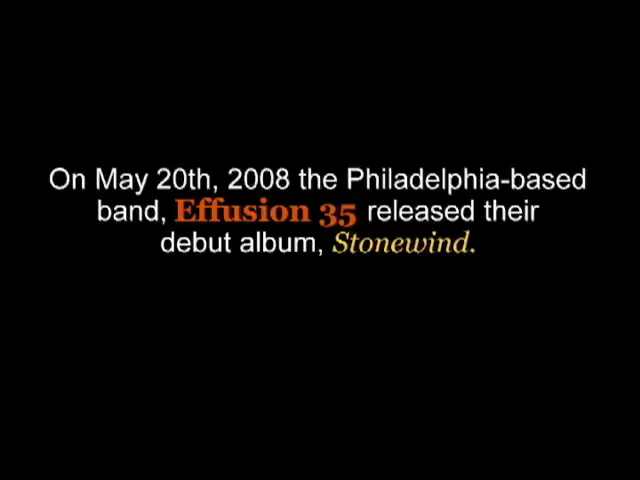 On May 20th, 2008 the Philadelphia-based
band, Effusion 35 released their
debut album, Stonewind.